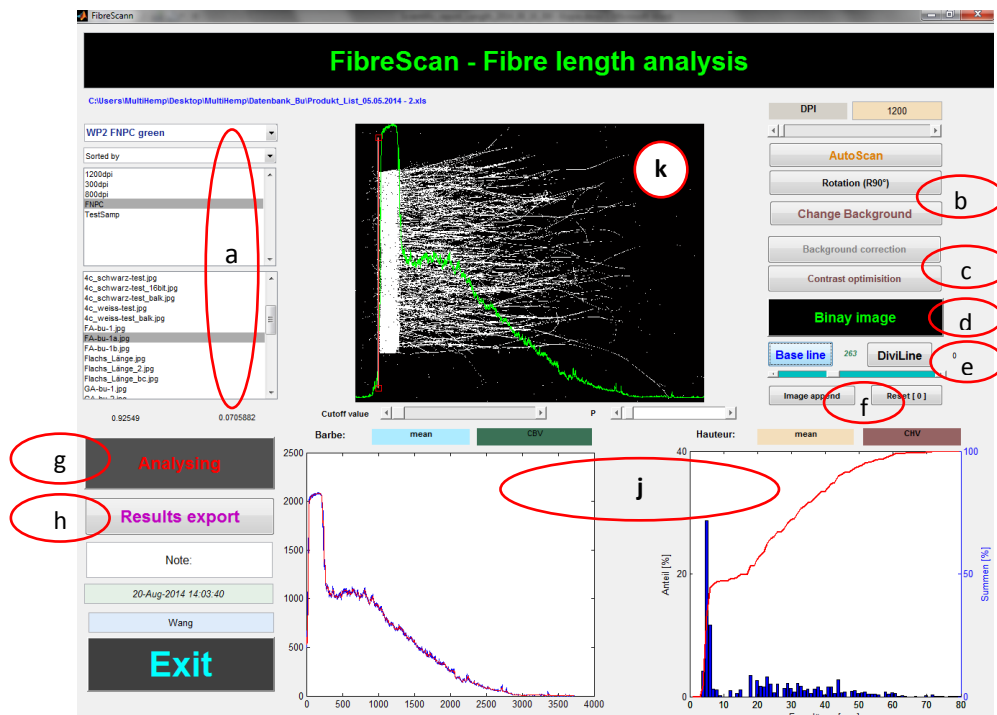 FibreScann
FibreScan - Fibre length analysis
C:\Users\MultiHemp\Desktop\MultiHemp\Datenbank_Bu\Produkt_List_05.05.2014 - 2.xls
WP2 FNPC green
Sorted by
1200dpi
300dpi
800dpi
FNPC
TestSamp
a
4c_schwarz-test.jpg
4c_schwarz-test_16bit.jpg
4c_schwarz-test_balk.jpg
4c_weiss-test.jpg
4c_weiss-test_balk.jpg
FA-bu-1.jpg
FA-bu-1a.jpg
FA-bu-1b.jpg
Flachs_Länge.jpg
Flachs_Länge_2.jpg
Flachs_Länge_bc.jpg
GA-bu-1.jpg
0.92549 0.0705882
k
DPI 1200
AutoScan
Rotation (R90°)
b
Change Background
Background correction
c
Contrast optimisition
Binay image
d
Base line 263 DiviLine 0
e
Image append Reset [ 0 ]
f
Cutoff value P
g
Analysing
h
Results export
Note:
20-Aug-2014 14:03:40
Wang
Exit
Barbe: mean CBV
2500
2000
1500
1000
500
0
0 500 1000 1500 2000 2500 3000 3500 4000
j
Hauteur: mean CHV
40
20
0
Anteil [%]
100
50
0
Summen [%]
0 10 20 30 40 50 60 70 80